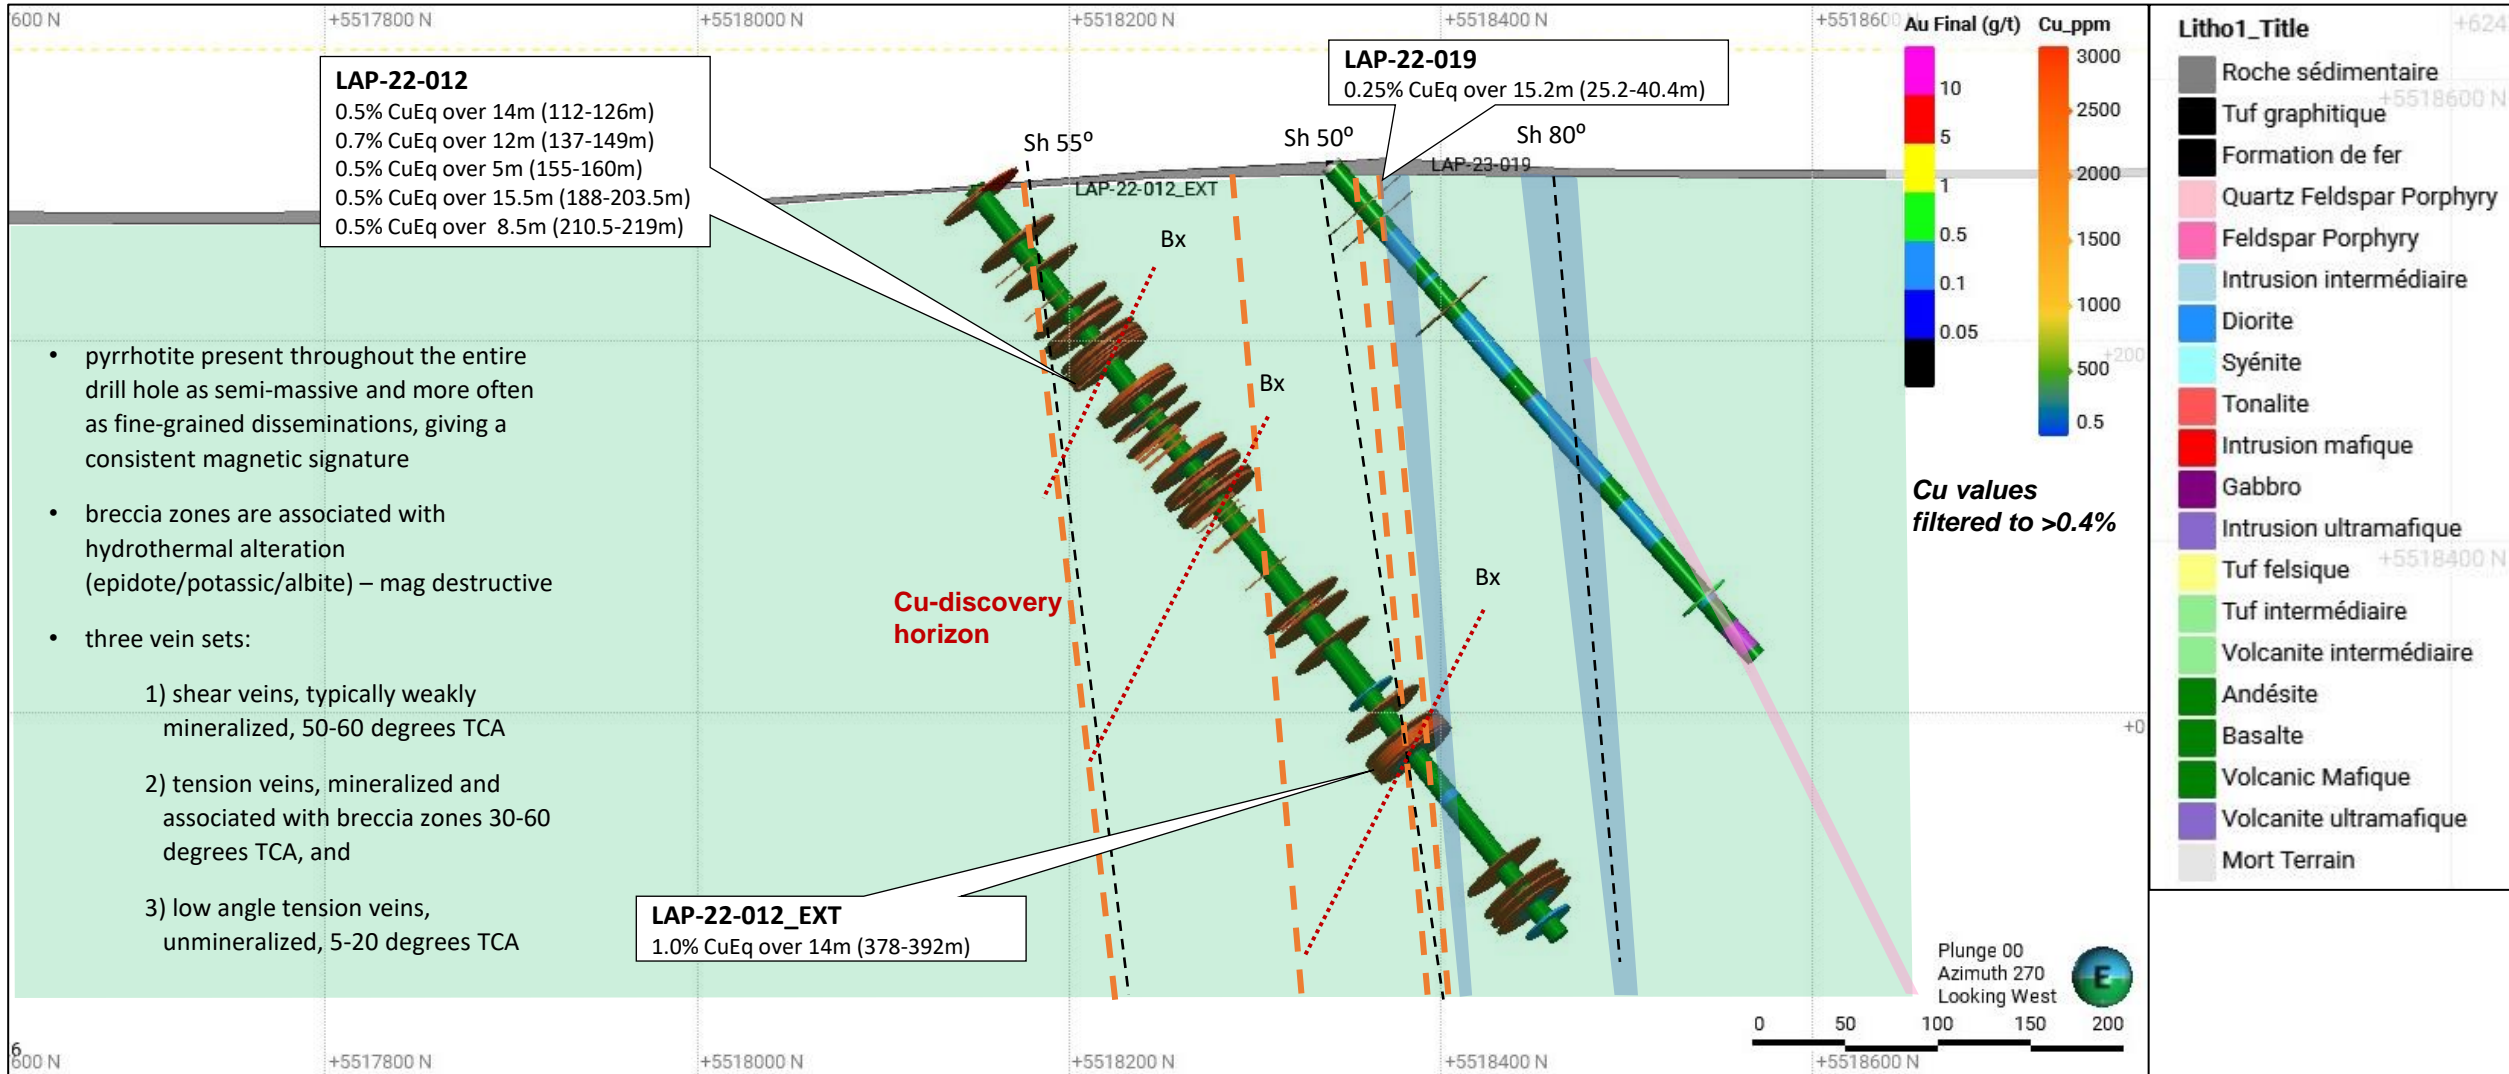 600 N
+5517800 N
+5518000 N
+5518200 N
+5518400 N
+5518600
LAP-22-012
0.5% CuEq over 14m (112-126m)
0.7% CuEq over 12m (137-149m)
0.5% CuEq over 5m (155-160m)
0.5% CuEq over 15.5m (188-203.5m)
0.5% CuEq over  8.5m (210.5-219m)
LAP-22-019
0.25% CuEq over 15.2m (25.2-40.4m)
Sh 55⁰
Sh 50⁰
Sh 80⁰
LAP-22-012_EXT
LAP-23-019
Bx
Bx
Bx
• pyrrhotite present throughout the entire
drill hole as semi-massive and more often
as fine-grained disseminations, giving a
consistent magnetic signature
• breccia zones are associated with
hydrothermal alteration
(epidote/potassic/albite) – mag destructive
• three vein sets:
1) shear veins, typically weakly
mineralized, 50-60 degrees TCA
2) tension veins, mineralized and
associated with breccia zones 30-60
degrees TCA, and
3) low angle tension veins,
unmineralized, 5-20 degrees TCA
Cu-discovery
horizon
LAP-22-012_EXT
1.0% CuEq over 14m (378-392m)
Au Final (g/t)
10
5
1
0.5
0.1
0.05
Cu_ppm
3000
2500
2000
1500
1000
500
0.5
+200
+0
Cu values
filtered to >0.4%
Plunge 00
Azimuth 270
Looking West
E
0 50 100 150 200
6
600 N
+5517800 N
+5518000 N
+5518200 N
+5518400 N
+5518600 N
Litho1_Title
+624
Roche sédimentaire
+5518600 N
Tuf graphitique
Formation de fer
Quartz Feldspar Porphyry
Feldspar Porphyry
Intrusion intermédiaire
Diorite
Syénite
Tonalite
Intrusion mafique
Gabbro
Intrusion ultramafique
+5518400 N
Tuf felsique
Tuf intermédiaire
Volcanite intermédiaire
Andésite
Basalte
Volcanic Mafique
Volcanite ultramafique
Mort Terrain